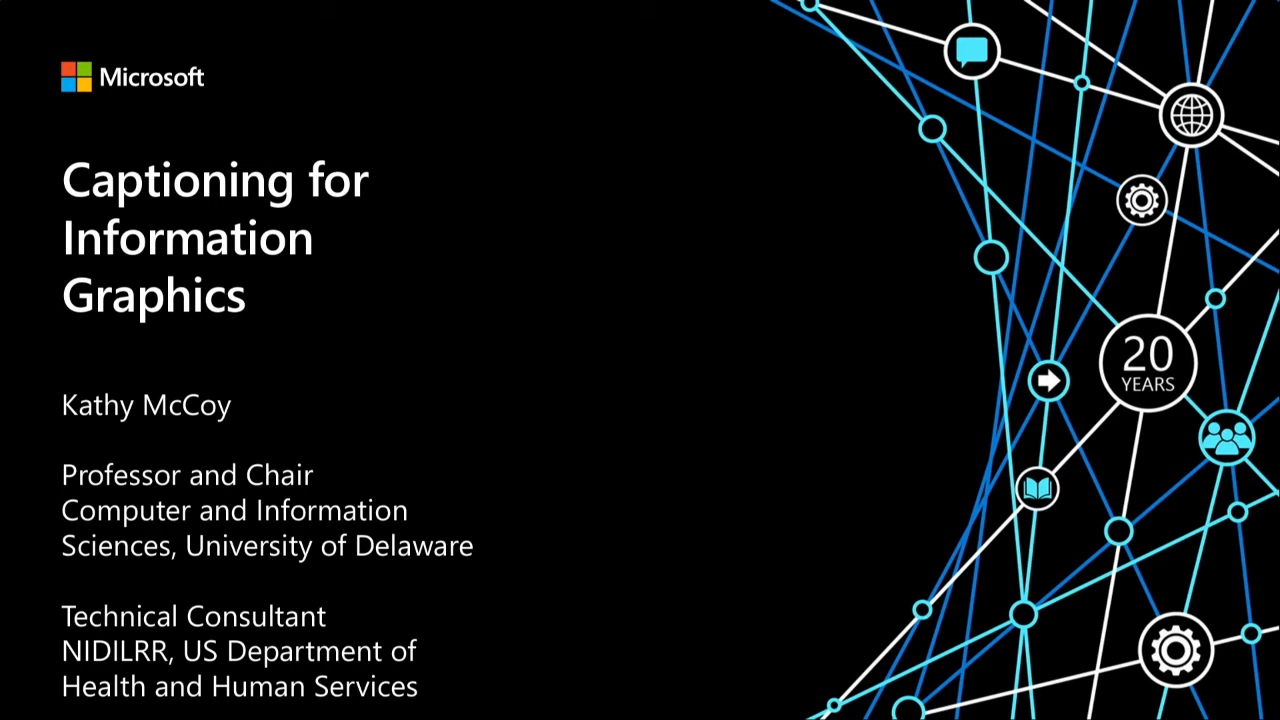 Microsoft
Captioning for
Information
Graphics
Kathy McCoy
Professor and Chair
Computer and Information
Sciences, University of Delaware
Technical Consultant
NIDILRR, US Department of
Health and Human Services
20
YEARS